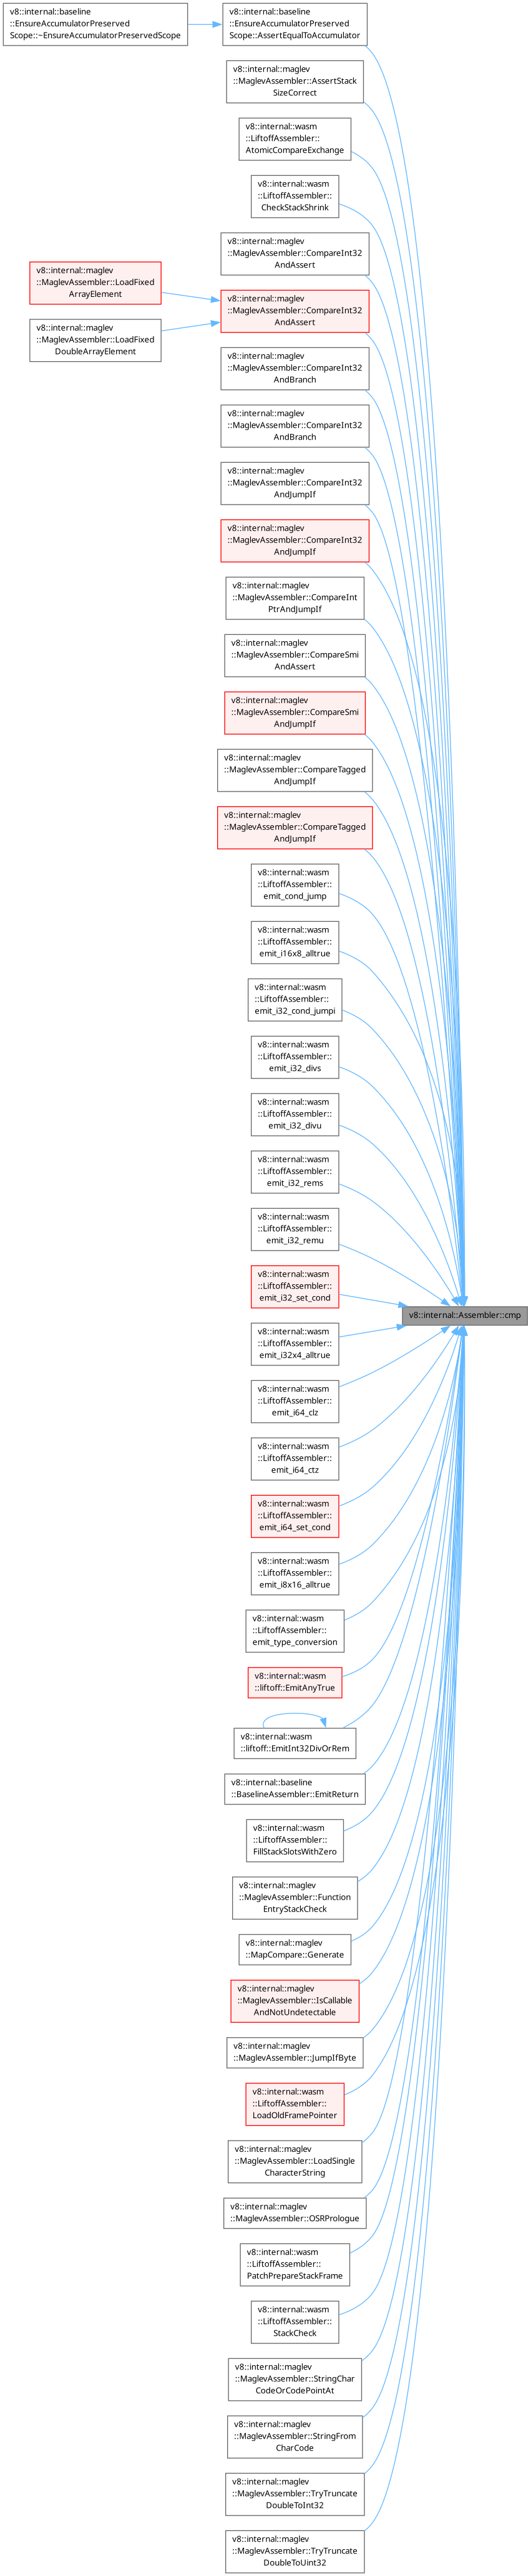 v8::internal::baseline
::EnsureAccumulatorPreserved
Scope::~EnsureAccumulatorPreservedScope
v8::internal::baseline
::EnsureAccumulatorPreserved
Scope::AssertEqualToAccumulator
v8::internal::maglev
::MaglevAssembler::AssertStack
SizeCorrect
v8::internal::wasm
::LiftoffAssembler::
AtomicCompareExchange
v8::internal::wasm
::LiftoffAssembler::
CheckStackShrink
v8::internal::maglev
::MaglevAssembler::CompareInt32
AndAssert
v8::internal::maglev
::MaglevAssembler::LoadFixed
ArrayElement
v8::internal::maglev
::MaglevAssembler::CompareInt32
AndAssert
v8::internal::maglev
::MaglevAssembler::LoadFixed
DoubleArrayElement
v8::internal::maglev
::MaglevAssembler::CompareInt32
AndBranch
v8::internal::maglev
::MaglevAssembler::CompareInt32
AndBranch
v8::internal::maglev
::MaglevAssembler::CompareInt32
AndJumpIf
v8::internal::maglev
::MaglevAssembler::CompareInt32
AndJumpIf
v8::internal::maglev
::MaglevAssembler::CompareInt
PtrAndJumpIf
v8::internal::maglev
::MaglevAssembler::CompareSmi
AndAssert
v8::internal::maglev
::MaglevAssembler::CompareSmi
AndJumpIf
v8::internal::maglev
::MaglevAssembler::CompareTagged
AndJumpIf
v8::internal::maglev
::MaglevAssembler::CompareTagged
AndJumpIf
v8::internal::wasm
::LiftoffAssembler::
emit_cond_jump
v8::internal::wasm
::LiftoffAssembler::
emit_i16x8_alltrue
v8::internal::wasm
::LiftoffAssembler::
emit_i32_cond_jumpi
v8::internal::wasm
::LiftoffAssembler::
emit_i32_divs
v8::internal::wasm
::LiftoffAssembler::
emit_i32_divu
v8::internal::wasm
::LiftoffAssembler::
emit_i32_rems
v8::internal::wasm
::LiftoffAssembler::
emit_i32_remu
v8::internal::wasm
::LiftoffAssembler::
emit_i32_set_cond
v8::internal::Assembler::cmp
v8::internal::wasm
::LiftoffAssembler::
emit_i32x4_alltrue
v8::internal::wasm
::LiftoffAssembler::
emit_i64_clz
v8::internal::wasm
::LiftoffAssembler::
emit_i64_ctz
v8::internal::wasm
::LiftoffAssembler::
emit_i64_set_cond
v8::internal::wasm
::LiftoffAssembler::
emit_i8x16_alltrue
v8::internal::wasm
::LiftoffAssembler::
emit_type_conversion
v8::internal::wasm
::liftoff::EmitAnyTrue
v8::internal::wasm
::liftoff::EmitInt32DivOrRem
v8::internal::baseline
::BaselineAssembler::EmitReturn
v8::internal::wasm
::LiftoffAssembler::
FillStackSlotsWithZero
v8::internal::maglev
::MaglevAssembler::Function
EntryStackCheck
v8::internal::maglev
::MapCompare::Generate
v8::internal::maglev
::MaglevAssembler::IsCallable
AndNotUndetectable
v8::internal::maglev
::MaglevAssembler::JumpIfByte
v8::internal::wasm
::LiftoffAssembler::
LoadOldFramePointer
v8::internal::maglev
::MaglevAssembler::LoadSingle
CharacterString
v8::internal::maglev
::MaglevAssembler::OSRPrologue
v8::internal::wasm
::LiftoffAssembler::
PatchPrepareStackFrame
v8::internal::wasm
::LiftoffAssembler::
StackCheck
v8::internal::maglev
::MaglevAssembler::StringChar
CodeOrCodePointAt
v8::internal::maglev
::MaglevAssembler::StringFrom
CharCode
v8::internal::maglev
::MaglevAssembler::TryTruncate
DoubleToInt32
v8::internal::maglev
::MaglevAssembler::TryTruncate
DoubleToUint32